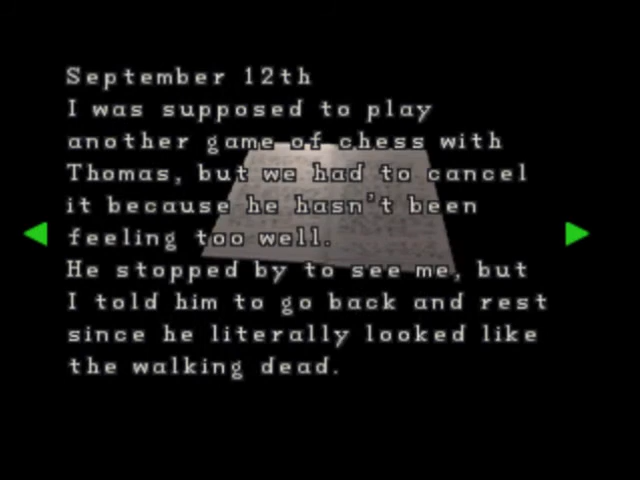 September 12th
I was supposed to play
another game of chess with
Thomas, but we had to cancel
it because he hasn't been
feeling too well.
He stopped by to see me, but
I told him to go back and rest
since he literally looked like
the walking dead.